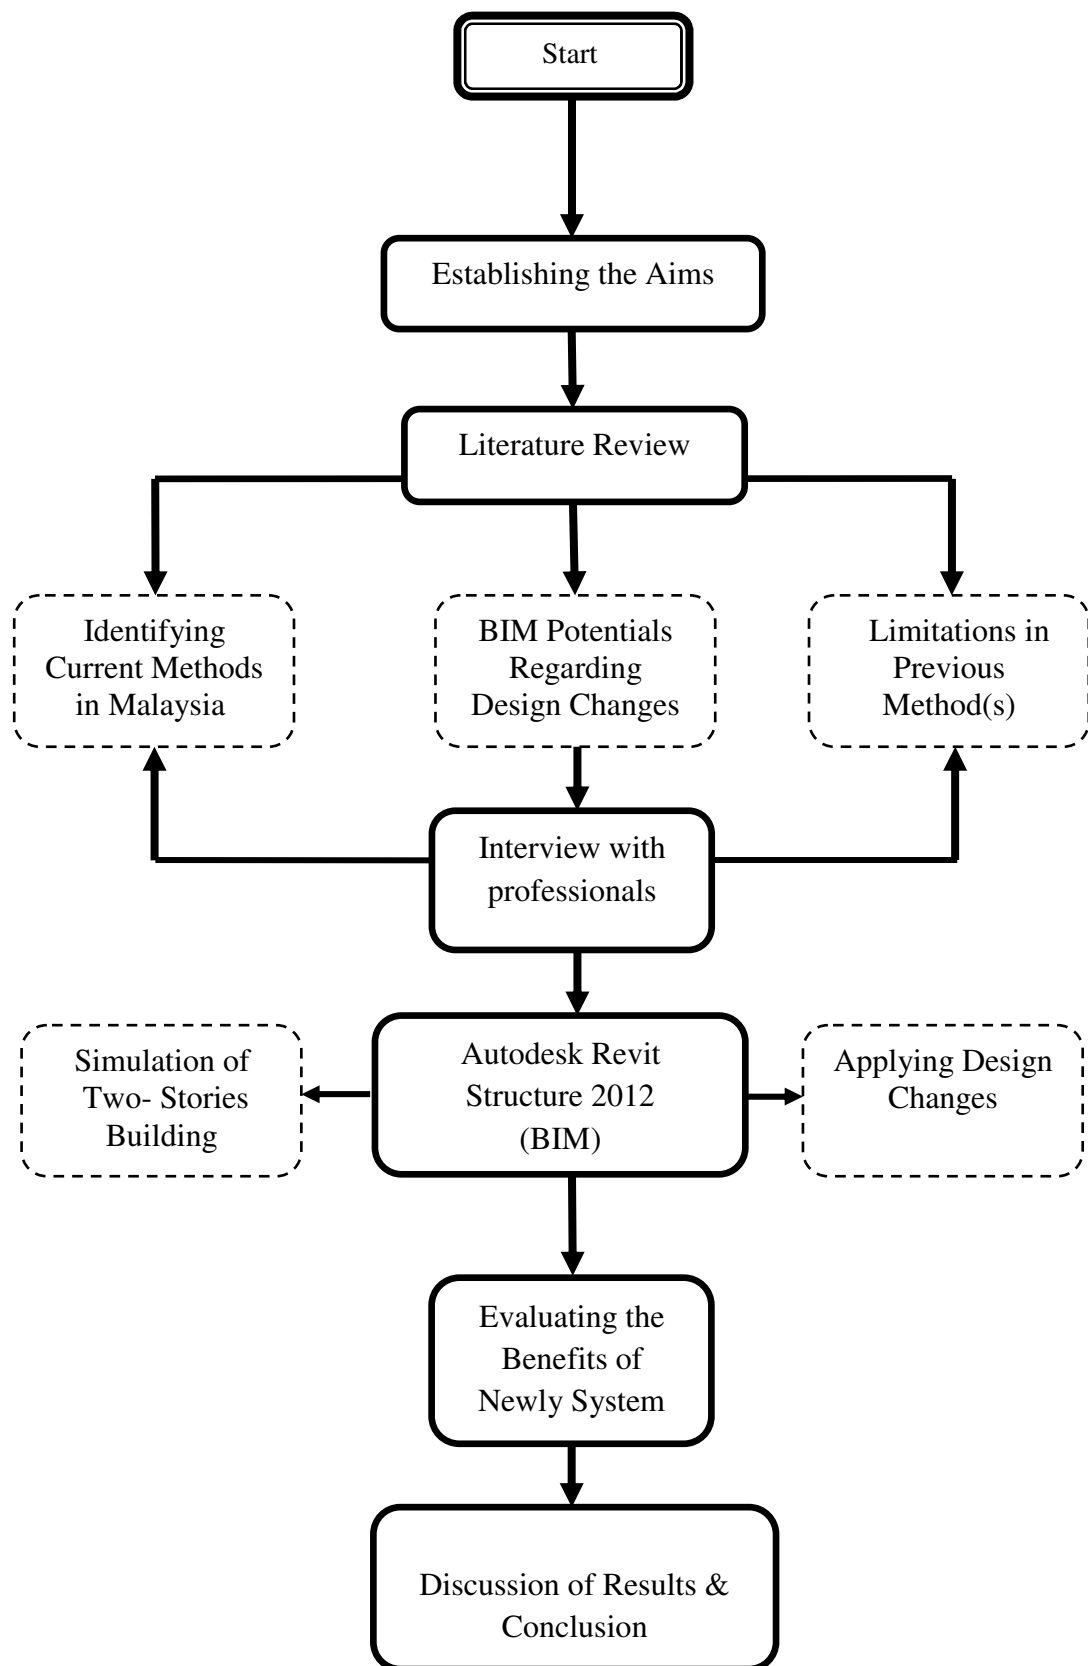 Start
Establishing the Aims
Literature Review
Identifying
Current Methods
in Malaysia
BIM Potentials
Regarding
Design Changes
Limitations in
Previous
Method(s)
Interview with
professionals
Simulation of
Two- Stories
Building
Autodesk Revit
Structure 2012
(BIM)
Applying Design
Changes
Evaluating the
Benefits of
Newly System
Discussion of Results &
Conclusion